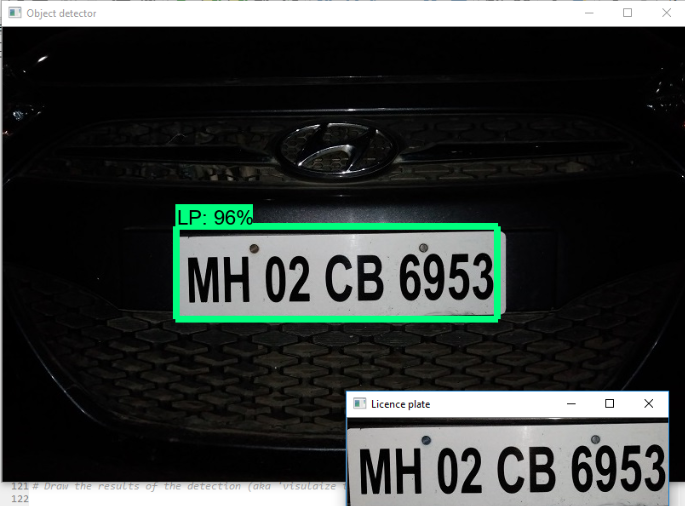 Object detector
LP: 96%
MH 02 CB 6953
Licence plate
MH 02 CB 6953
121 # Draw the results of the detection (aka 'visulaize
122